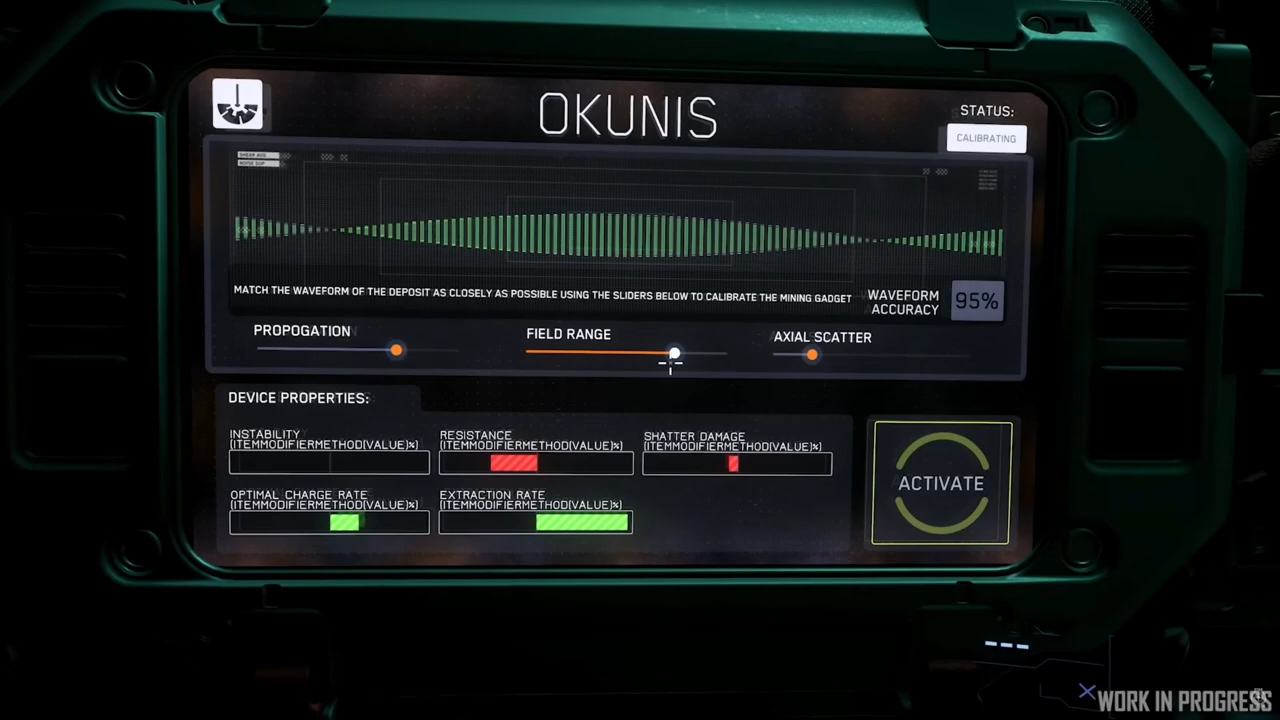 OKUNIS
STATUS:
CALIBRATING
MATCH THE WAVEFORM OF THE DEPOSIT AS CLOSELY AS POSSIBLE USING THE SLIDERS BELOW TO CALIBRATE THE MINING GADGET
WAVEFORM
ACCURACY
95%
PROPOGATION
FIELD RANGE
AXIAL SCATTER
DEVICE PROPERTIES:
INSTABILITY
(ITEMMODIFIERMETHOD(VALUE)%)
RESISTANCE
(ITEMMODIFIERMETHOD(VALUE)%)
SHATTER DAMAGE
(ITEMMODIFIERMETHOD(VALUE)%)
OPTIMAL CHARGE RATE
(ITEMMODIFIERMETHOD(VALUE)%)
EXTRACTION RATE
(ITEMMODIFIERMETHOD(VALUE)%)
ACTIVATE
WORK IN PROGRESS